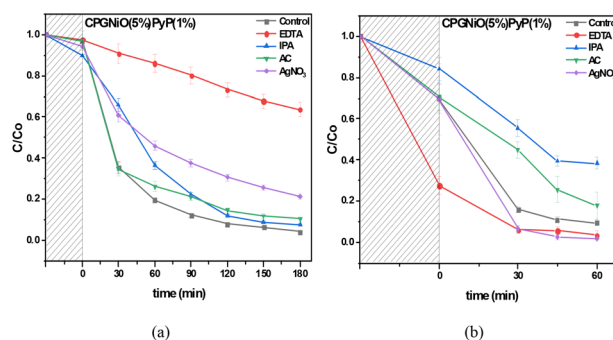 CPGNiO(5%)PyP(1%)
Control
EDTA
IPA
AC
AgNO3
C/Co
1.0
0.8
0.6
0.4
0.2
0.0
0 30 60 90 120 150 180
time (min)
(a)
CPGNiO(5%)PyP(1%)
Control
EDTA
IPA
AC
AgNO
C/Co
1.0
0.8
0.6
0.4
0.2
0.0
0 30 60
time (min)
(b)